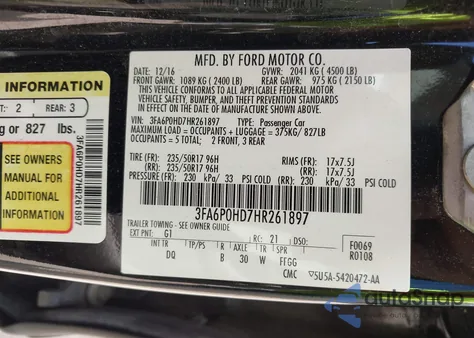 INFORMATION
2 REAR: 3
or 827 lbs.
SEE OWNERS
MANUAL FOR
ADDITIONAL
INFORMATION
3FA6P0HD7HR261897
MFD. BY FORD MOTOR CO.
12/16 GVWR: 2041 KG ( 4500 LB)
FRONT GAWR: 1089 KG ( 2400 LB) REAR GAWR: 975 KG ( 2150 LB)
THIS VEHICLE CONFORMS TO ALL APPLICABLE FEDERAL MOTOR
VEHICLE SAFETY, BUMPER, AND THEFT PREVENTION STANDARDS IN
EFFECT ON THE DATE OF MANUFACTURE SHOWN ABOVE.
VIN: 3FA6P0HD7HR261897 TYPE: Passenger Car
MAXIMUM LOAD = OCCUPANTS + LUGGAGE = 375KG/ 827LB
OCCUPANTS = 5 TOTAL; 2 FRONT, 3 REAR
TIRE (FR): 235/50R17 96H RIMS (FR) 17x7.5J
(RR): 235/50R17 96H (RR): 17x7.5J
PRESSURE (FR) 230 kPa/ 33 PSI COLD (RR) 230 kPa/ 33 PSI COLD
3FA6P0HD7HR261897
TRAILER TOWING - SEE OWNER GUIDE
EXT PNT: G1 RC: 21 DSO: F0069
INT TR TP/PS R AXLE TR SPR R0108
DQ B 30 W FFGG
CMC 5U5A-5420472-AA
autoSnap